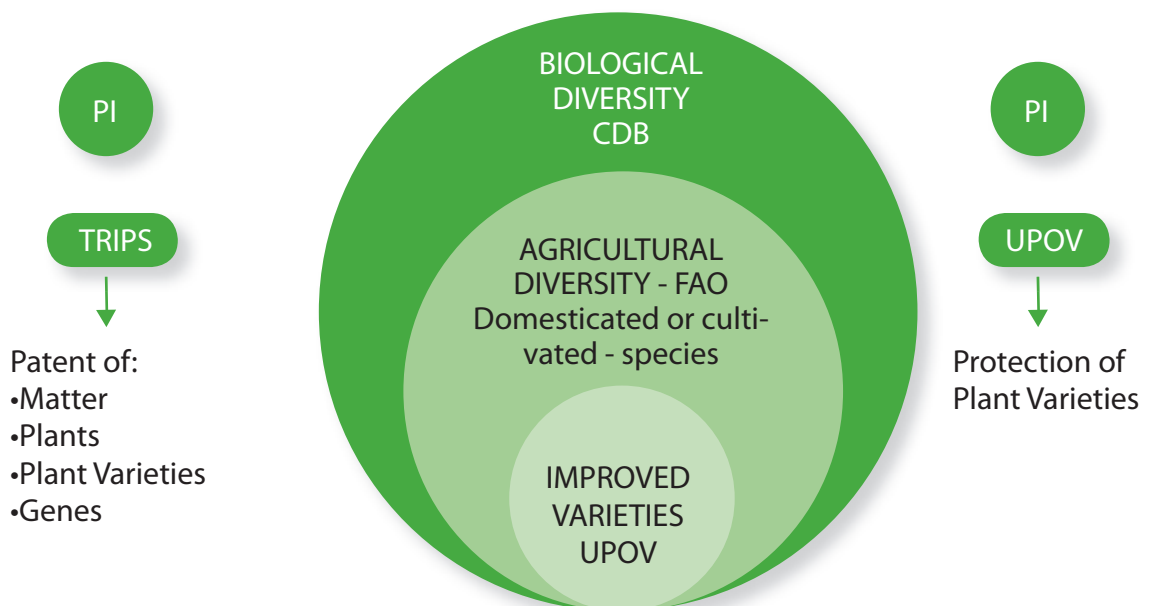 PI
TRIPS
Patent of:
•Matter
•Plants
•Plant Varieties
•Genes
BIOLOGICAL
DIVERSITY
CDB
AGRICULTURAL
DIVERSITY - FAO
Domesticated or culti-
vated - species
IMPROVED
VARIETIES
UPOV
PI
UPOV
Protection of
Plant Varieties